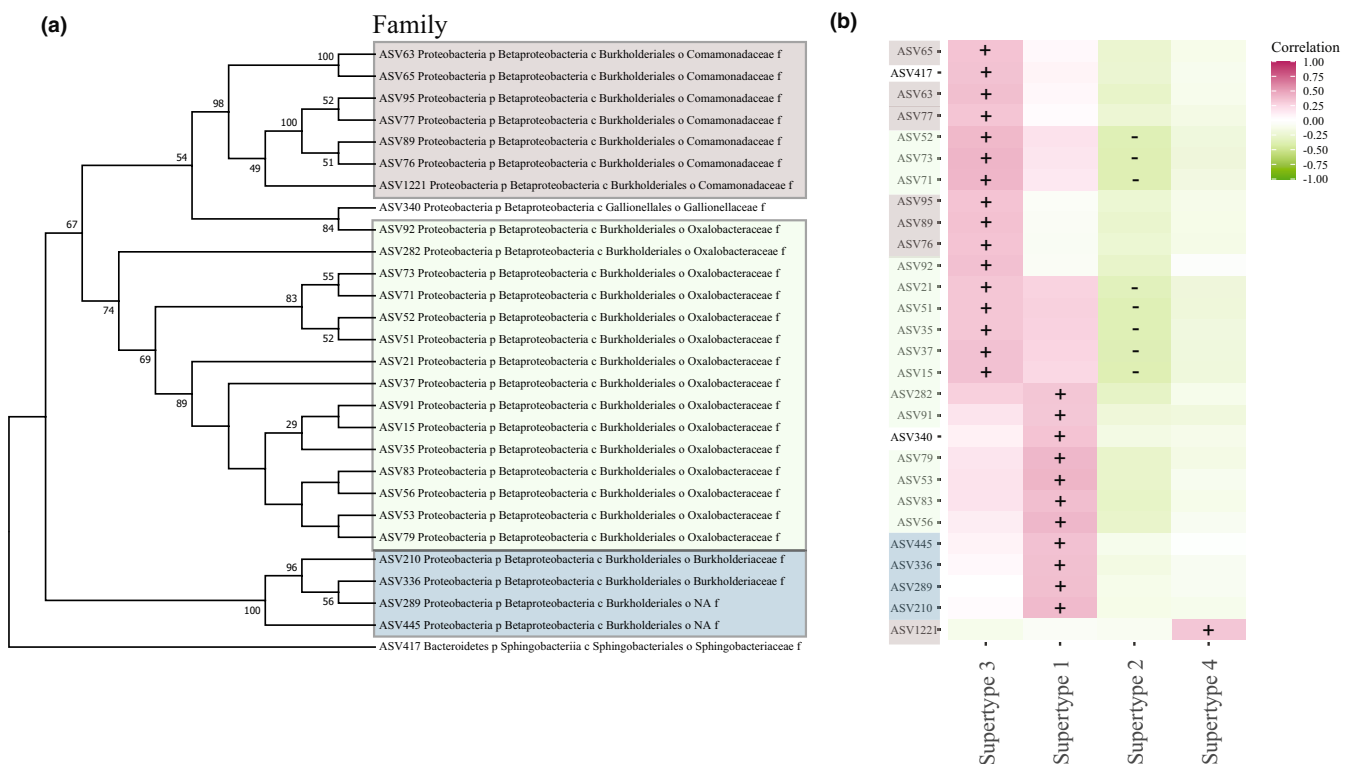 (a)
Family
ASV63 Proteobacteria p Betaproteobacteria c Burkholderiales o Comamonadaceae f
ASV65 Proteobacteria p Betaproteobacteria c Burkholderiales o Comamonadaceae f
ASV95 Proteobacteria p Betaproteobacteria c Burkholderiales o Comamonadaceae f
ASV77 Proteobacteria p Betaproteobacteria c Burkholderiales o Comamonadaceae f
ASV89 Proteobacteria p Betaproteobacteria c Burkholderiales o Comamonadaceae f
ASV76 Proteobacteria p Betaproteobacteria c Burkholderiales o Comamonadaceae f
ASV1221 Proteobacteria p Betaproteobacteria c Burkholderiales o Comamonadaceae f
ASV340 Proteobacteria p Betaproteobacteria c Gallionellales o Gallionellaceae f
ASV92 Proteobacteria p Betaproteobacteria c Burkholderiales o Oxalobacteraceae f
ASV282 Proteobacteria p Betaproteobacteria c Burkholderiales o Oxalobacteraceae f
ASV73 Proteobacteria p Betaproteobacteria c Burkholderiales o Oxalobacteraceae f
ASV71 Proteobacteria p Betaproteobacteria c Burkholderiales o Oxalobacteraceae f
ASV52 Proteobacteria p Betaproteobacteria c Burkholderiales o Oxalobacteraceae f
ASV51 Proteobacteria p Betaproteobacteria c Burkholderiales o Oxalobacteraceae f
ASV21 Proteobacteria p Betaproteobacteria c Burkholderiales o Oxalobacteraceae f
ASV37 Proteobacteria p Betaproteobacteria c Burkholderiales o Oxalobacteraceae f
ASV91 Proteobacteria p Betaproteobacteria c Burkholderiales o Oxalobacteraceae f
ASV15 Proteobacteria p Betaproteobacteria c Burkholderiales o Oxalobacteraceae f
ASV35 Proteobacteria p Betaproteobacteria c Burkholderiales o Oxalobacteraceae f
ASV83 Proteobacteria p Betaproteobacteria c Burkholderiales o Oxalobacteraceae f
ASV56 Proteobacteria p Betaproteobacteria c Burkholderiales o Oxalobacteraceae f
ASV53 Proteobacteria p Betaproteobacteria c Burkholderiales o Oxalobacteraceae f
ASV79 Proteobacteria p Betaproteobacteria c Burkholderiales o Oxalobacteraceae f
ASV210 Proteobacteria p Betaproteobacteria c Burkholderiales o Burkholderiaceae f
ASV336 Proteobacteria p Betaproteobacteria c Burkholderiales o Burkholderiaceae f
ASV289 Proteobacteria p Betaproteobacteria c Burkholderiales o NA f
ASV445 Proteobacteria p Betaproteobacteria c Burkholderiales o NA f
ASV417 Bacteroidetes p Sphingobacteriia c Sphingobacteriales o Sphingobacteriaceae f
100
98
52
100
51
49
54
84
67
55
83
52
74
69
89
29
96
56
100
(b)
ASV65 +
ASV417 +
ASV63 +
ASV77 +
ASV52 + -
ASV73 + -
ASV71 + -
ASV95 +
ASV89 +
ASV76 +
ASV92 +
ASV21 + -
ASV51 + -
ASV35 + -
ASV37 + -
ASV15 + -
ASV282 +
ASV91 +
ASV340 +
ASV79 +
ASV53 +
ASV83 +
ASV56 +
ASV445 +
ASV336 +
ASV289 +
ASV210 +
ASV1221 +
Supertype 3
Supertype 1
Supertype 2
Supertype 4
Correlation
1.00
0.75
0.50
0.25
0.00
-0.25
-0.50
-0.75
-1.00